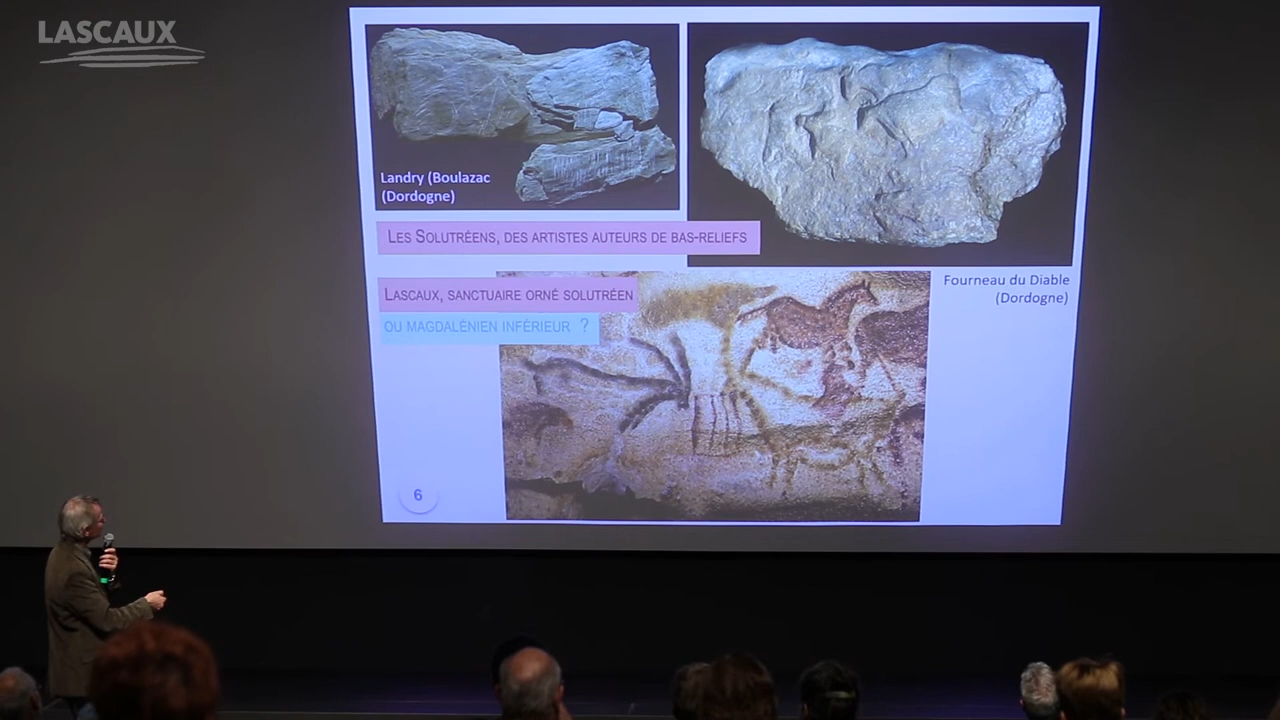 LASCAUX
Landry (Boulazac
(Dordogne)
LES SOLUTRÉENS, DES ARTISTES AUTEURS DE BAS-RELIEFS
LASCAUX, SANCTUAIRE ORNÉ SOLUTRÉEN
OU MAGDALÉNIEN INFÉRIEUR ?
Fourneau du Diable
(Dordogne)
6